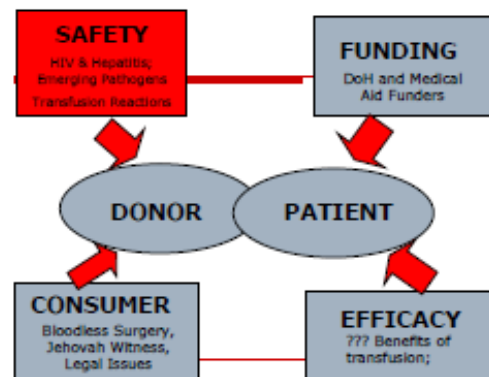 SAFETY
HIV & Hepatitis;
Emerging Pathogens
Transfusion Reactions
FUNDING
DoH and Medical
Aid Funders
DONOR
PATIENT
CONSUMER
Bloodless Surgery,
Jehovah Witness,
Legal Issues
EFFICACY
??? Benefits of
transfusion;